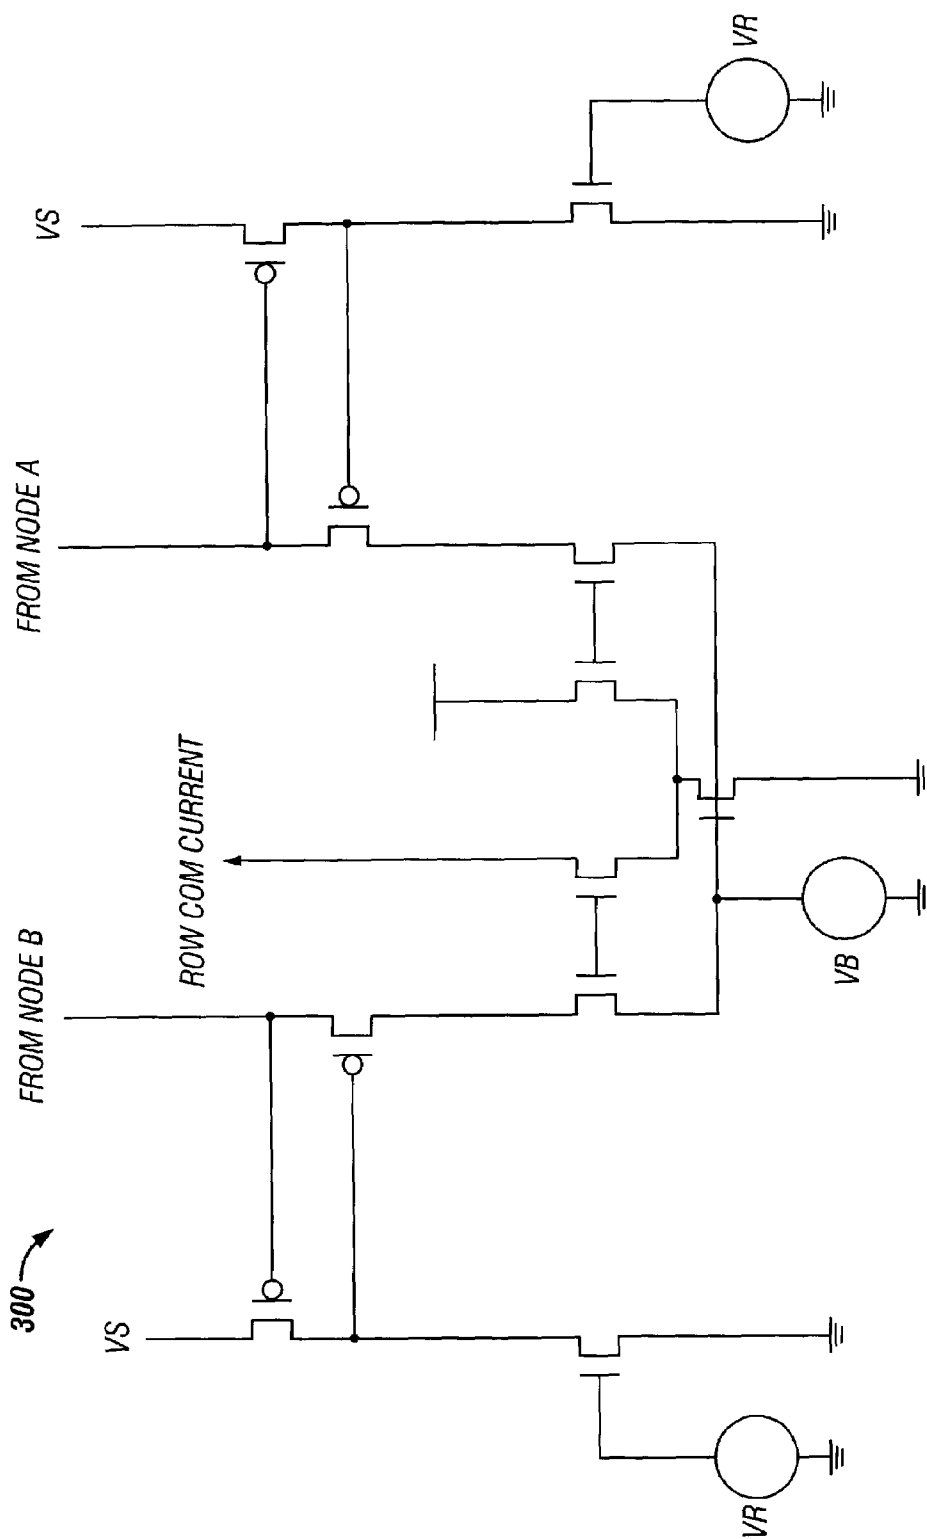 300
VS
FROM NODE B
ROW COM CURRENT
FROM NODE A
VS
VR
VB
VR